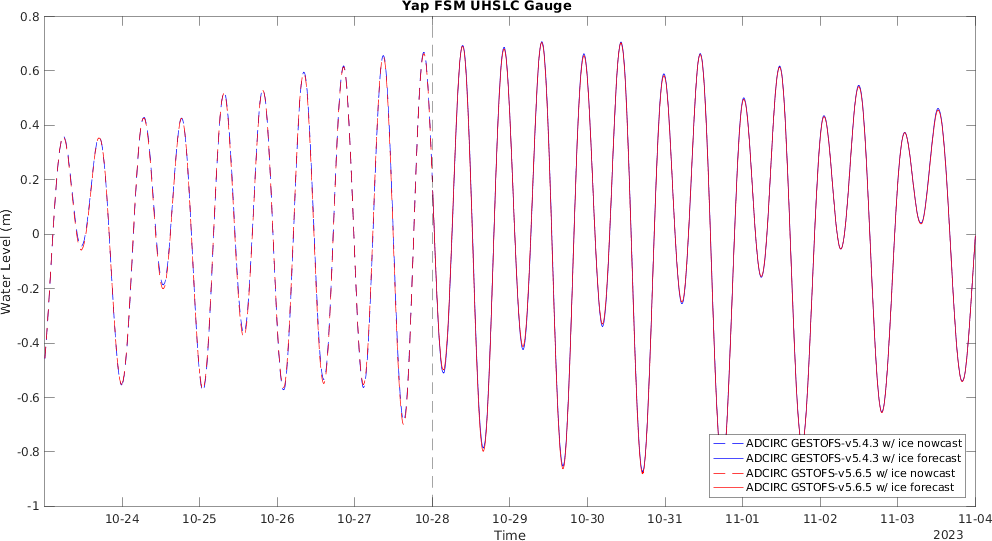 Yap FSM UHSLC Gauge
Water Level (m)
0.8
0.6
0.4
0.2
0
-0.2
-0.4
-0.6
-0.8
-1
ADCIRC GESTOFS-v5.4.3 w/ ice nowcast
ADCIRC GESTOFS-v5.4.3 w/ ice forecast
ADCIRC GSTOFS-v5.6.5 w/ ice nowcast
ADCIRC GSTOFS-v5.6.5 w/ ice forecast
10-24 10-25 10-26 10-27 10-28 10-29 10-30 10-31 11-01 11-02 11-03 11-04
Time
2023